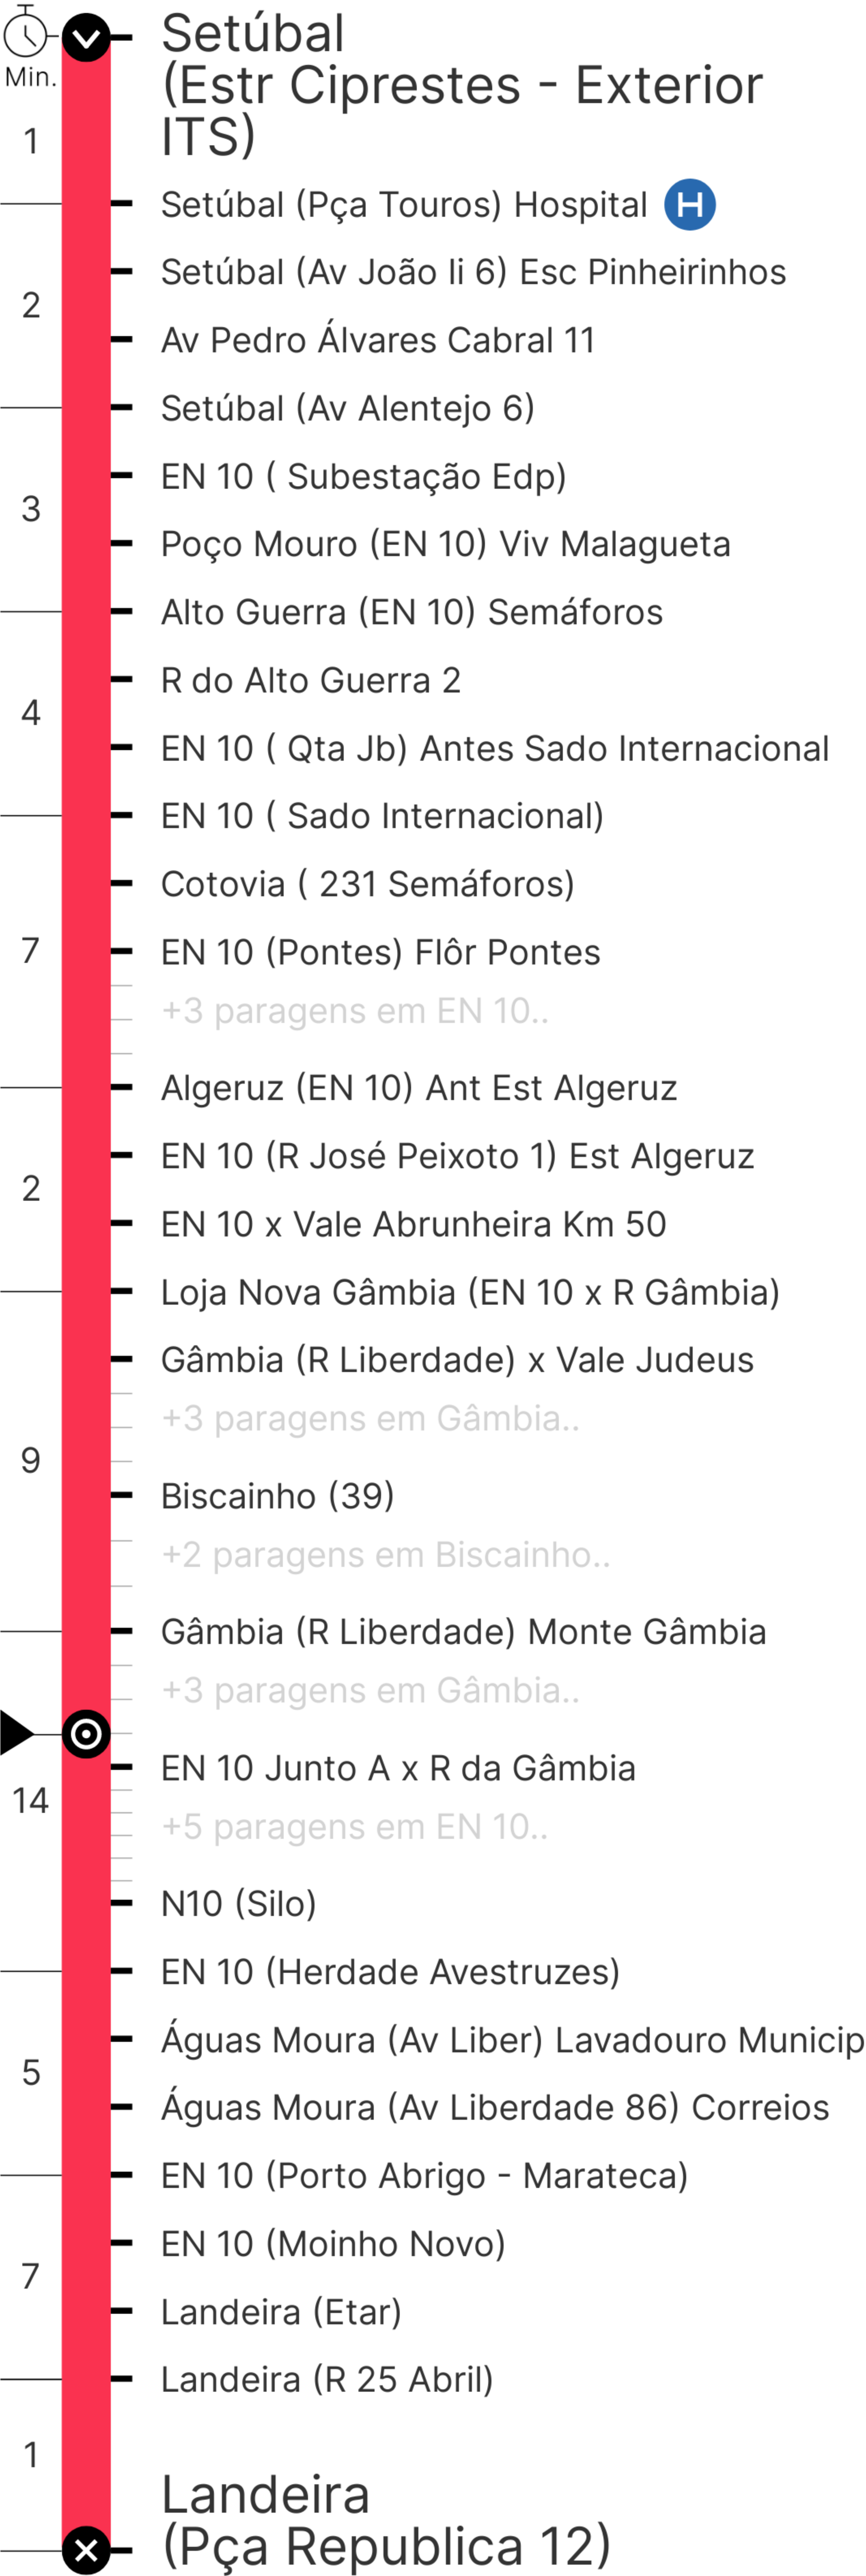 Setúbal
(Estr Ciprestes - Exterior
ITS)
Min.
1
Setúbal (Pça Touros) Hospital H
Setúbal (Av João Ii 6) Esc Pinheirinhos
2
Av Pedro Álvares Cabral 11
Setúbal (Av Alentejo 6)
EN 10 ( Subestação Edp)
3
Poço Mouro (EN 10) Viv Malagueta
Alto Guerra (EN 10) Semáforos
R do Alto Guerra 2
4
EN 10 ( Qta Jb) Antes Sado Internacional
EN 10 ( Sado Internacional)
Cotovia ( 231 Semáforos)
7
EN 10 (Pontes) Flôr Pontes
+3 paragens em EN 10..
Algeruz (EN 10) Ant Est Algeruz
EN 10 (R José Peixoto 1) Est Algeruz
2
EN 10 x Vale Abrunheira Km 50
Loja Nova Gâmbia (EN 10 x R Gâmbia)
Gâmbia (R Liberdade) x Vale Judeus
+3 paragens em Gâmbia..
9
Biscainho (39)
+2 paragens em Biscainho..
Gâmbia (R Liberdade) Monte Gâmbia
+3 paragens em Gâmbia..
EN 10 Junto A x R da Gâmbia
14
+5 paragens em EN 10..
N10 (Silo)
EN 10 (Herdade Avestruzes)
Águas Moura (Av Liber) Lavadouro Municip
5
Águas Moura (Av Liberdade 86) Correios
EN 10 (Porto Abrigo - Marateca)
EN 10 (Moinho Novo)
7
Landeira (Etar)
Landeira (R 25 Abril)
1
Landeira
(Pça Republica 12)